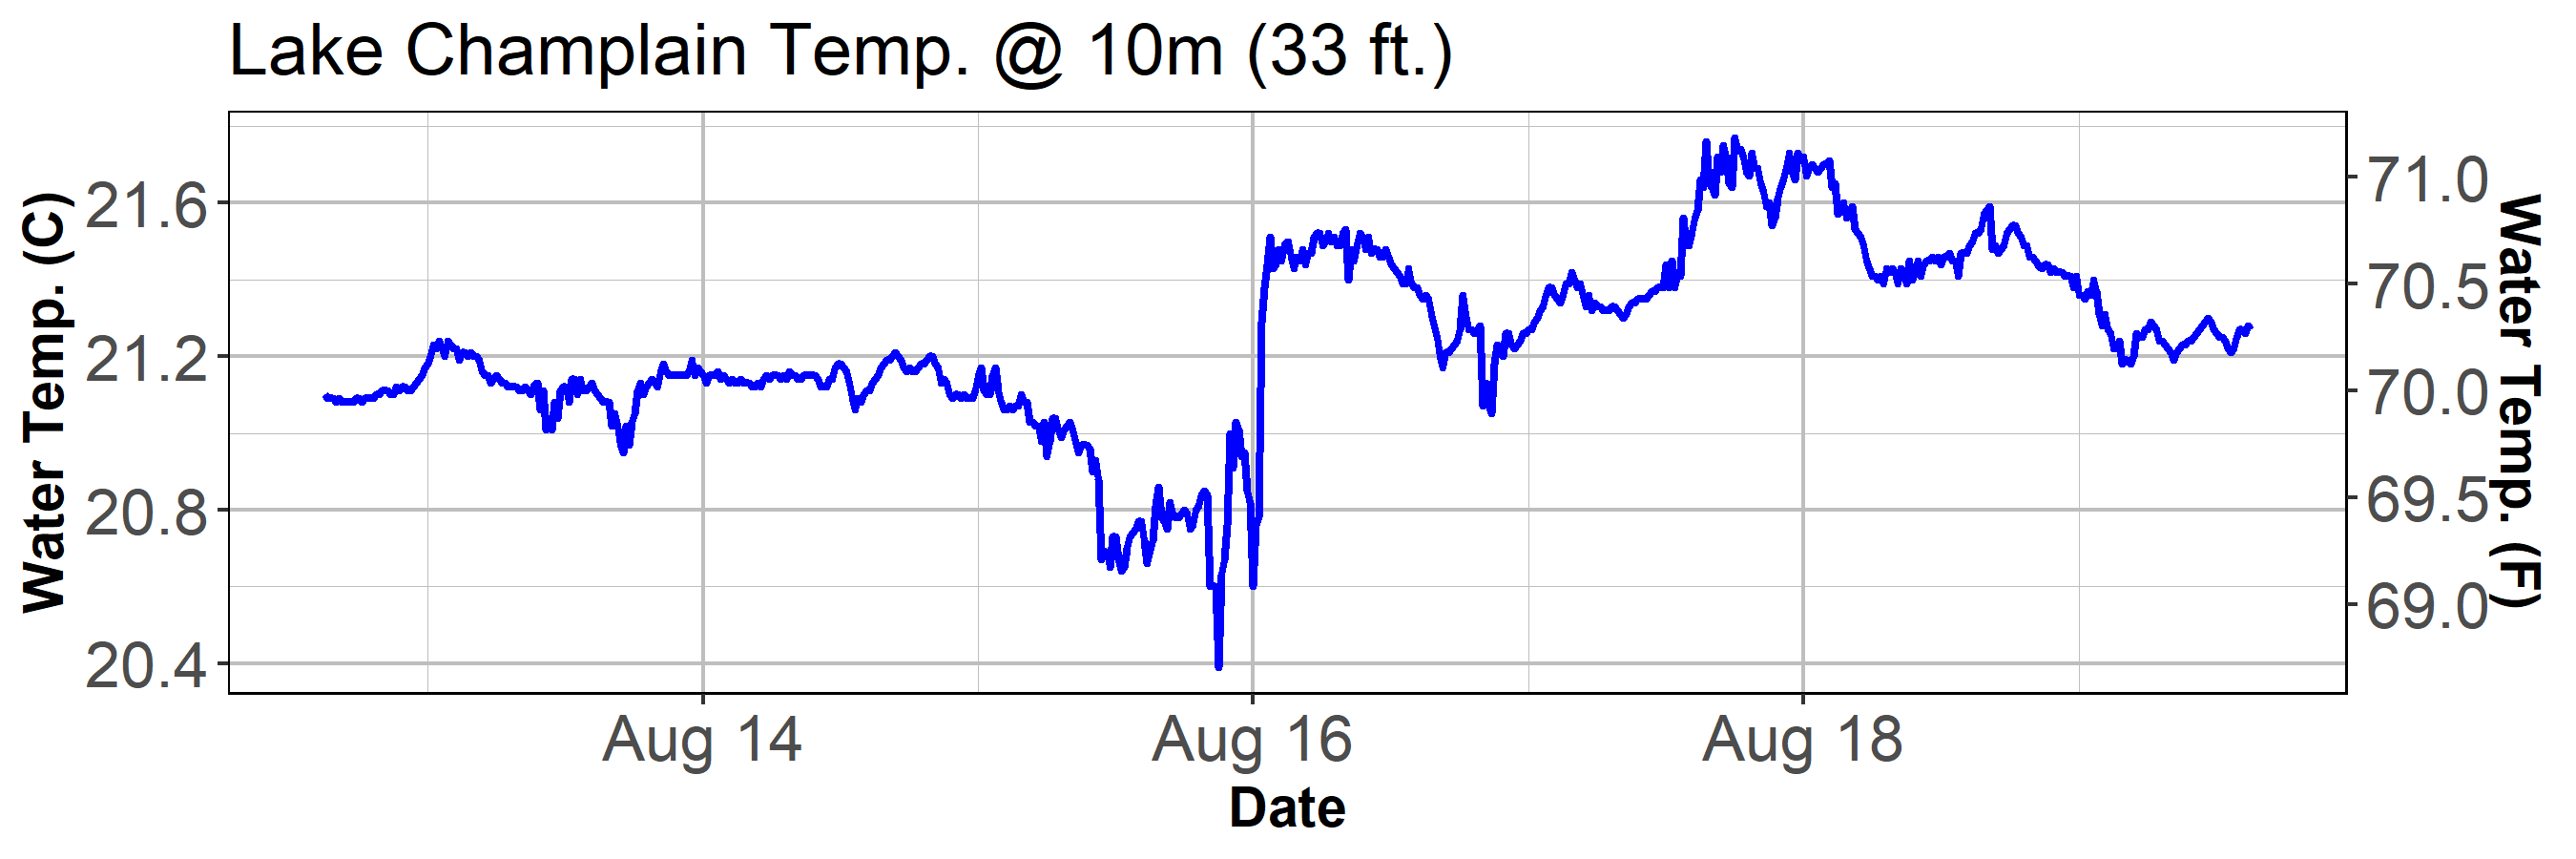 Lake Champlain Temp. @ 10m (33 ft.)
Water Temp. (C)
21.6
21.2
20.8
20.4
71.0
70.5
70.0
69.5
69.0
Water Temp. (F)
Aug 14
Aug 16
Aug 18
Date